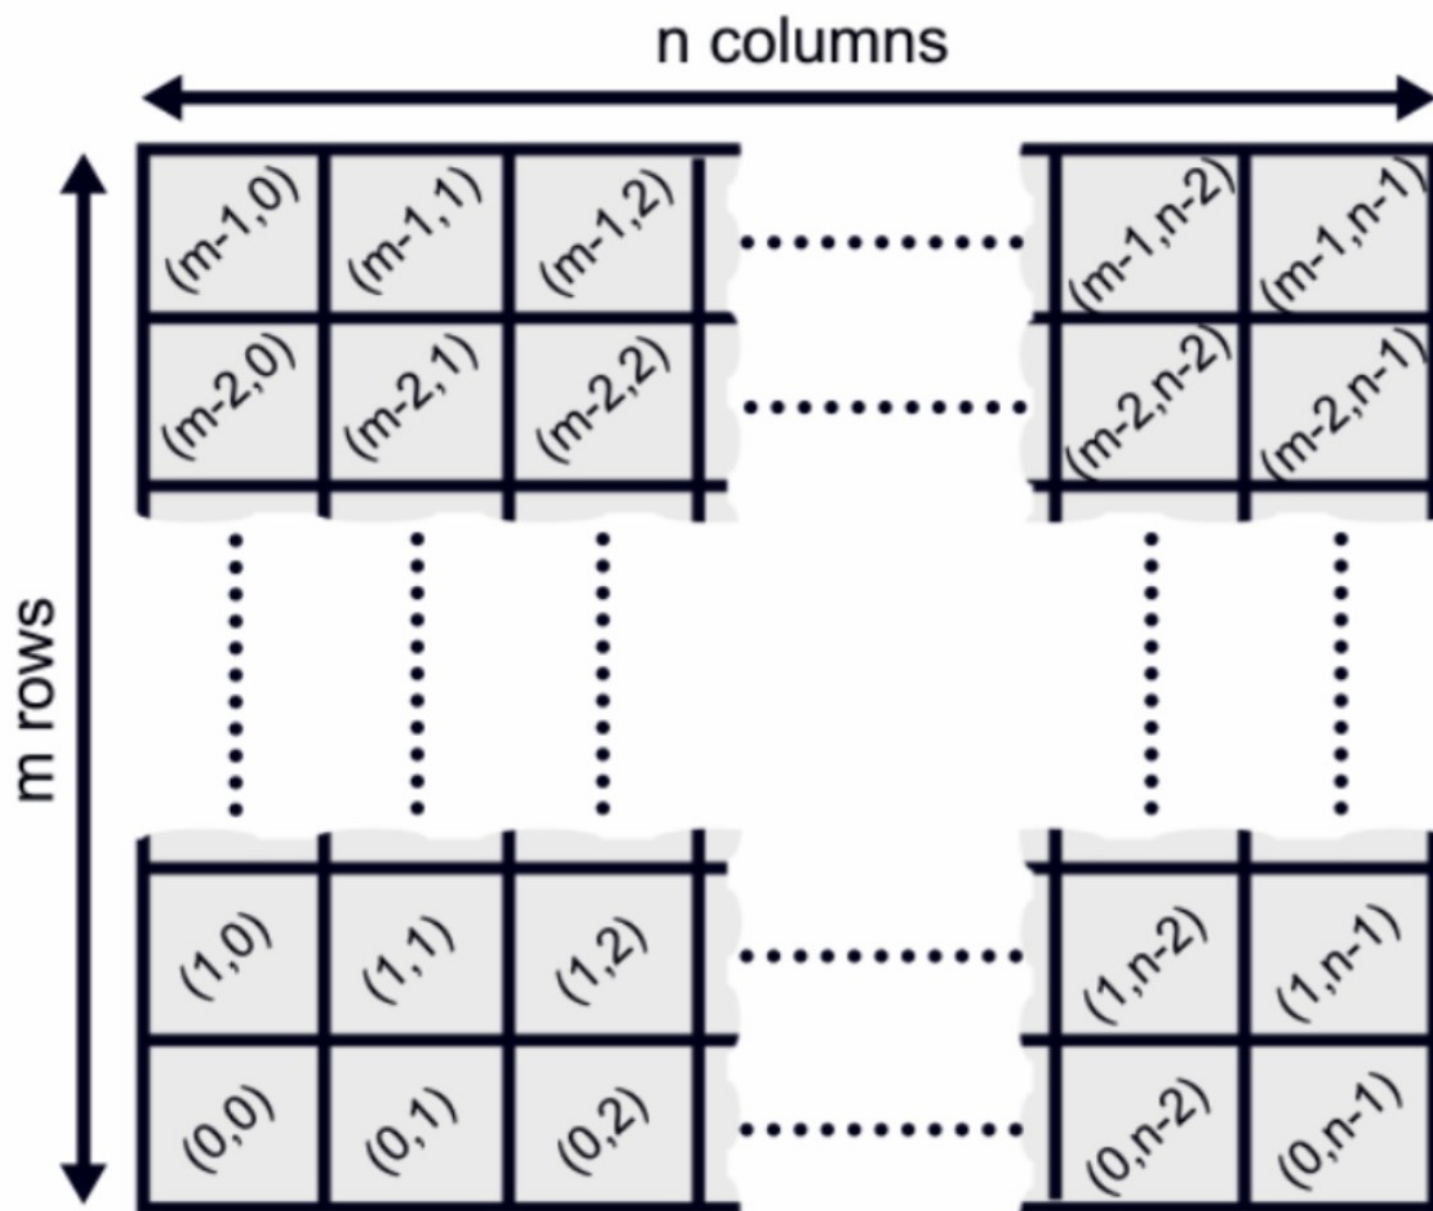 n columns
m rows
(m-1,0) (m-1,1) (m-1,2) (m-1,n-2) (m-1,n-1)
(m-2,0) (m-2,1) (m-2,2) (m-2,n-2) (m-2,n-1)
(1,0) (1,1) (1,2) (1,n-2) (1,n-1)
(0,0) (0,1) (0,2) (0,n-2) (0,n-1)